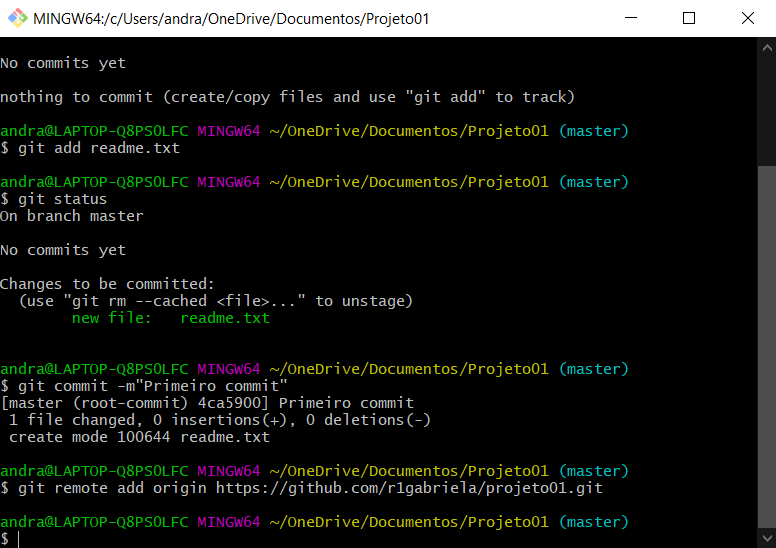 MINGW64:/c/Users/andra/OneDrive/Documentos/Projeto01
No commits yet
nothing to commit (create/copy files and use "git add" to track)
andra@LAPTOP-Q8PS0LFC MINGW64 ~/OneDrive/Documentos/Projeto01 (master)
$ git add readme.txt
andra@LAPTOP-Q8PS0LFC MINGW64 ~/OneDrive/Documentos/Projeto01 (master)
$ git status
On branch master
No commits yet
Changes to be committed:
  (use "git rm --cached <file>..." to unstage)
        new file:   readme.txt
andra@LAPTOP-Q8PS0LFC MINGW64 ~/OneDrive/Documentos/Projeto01 (master)
$ git commit -m"Primeiro commit"
[master (root-commit) 4ca5900] Primeiro commit
 1 file changed, 0 insertions(+), 0 deletions(-)
 create mode 100644 readme.txt
andra@LAPTOP-Q8PS0LFC MINGW64 ~/OneDrive/Documentos/Projeto01 (master)
$ git remote add origin https://github.com/r1gabriela/projeto01.git
andra@LAPTOP-Q8PS0LFC MINGW64 ~/OneDrive/Documentos/Projeto01 (master)
$